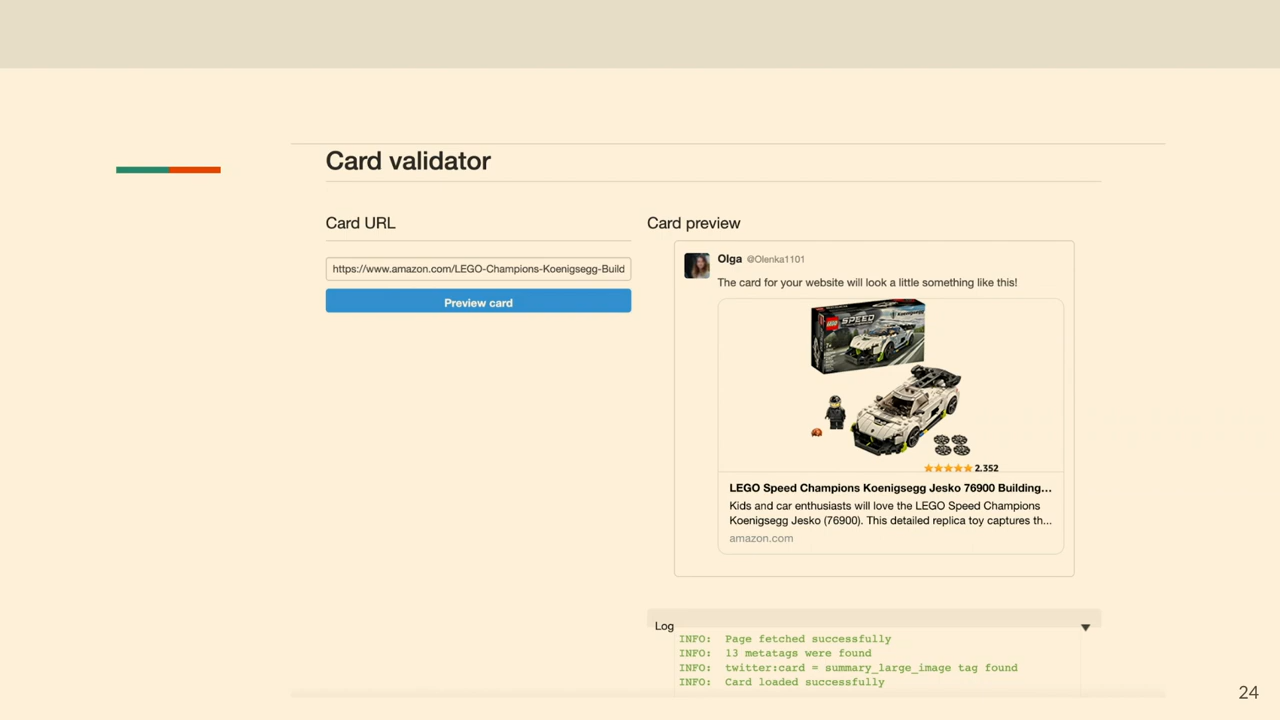 Card validator
Card URL
https://www.amazon.com/LEGO-Champions-Koenigsegg-Build
Preview card
Card preview
Olga @Olenka1101
The card for your website will look a little something like this!
LEGO SPEED
2,352
LEGO Speed Champions Koenigsegg Jesko 76900 Building...
Kids and car enthusiasts will love the LEGO Speed Champions
Koenigsegg Jesko (76900). This detailed replica toy captures th...
amazon.com
Log
INFO: Page fetched successfully
INFO: 13 metatags were found
INFO: twitter:card = summary_large_image tag found
INFO: Card loaded successfully
24